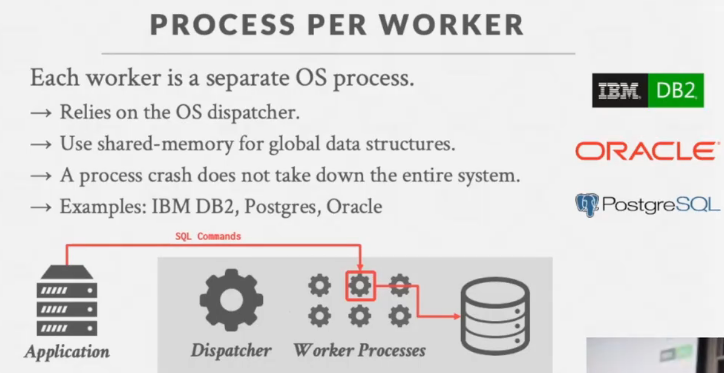 PROCESS PER WORKER
Each worker is a separate OS process.
→ Relies on the OS dispatcher.
→ Use shared-memory for global data structures.
→ A process crash does not take down the entire system.
→ Examples: IBM DB2, Postgres, Oracle
IBM DB2
ORACLE
PostgreSQL
SQL Commands
Application
Dispatcher
Worker Processes